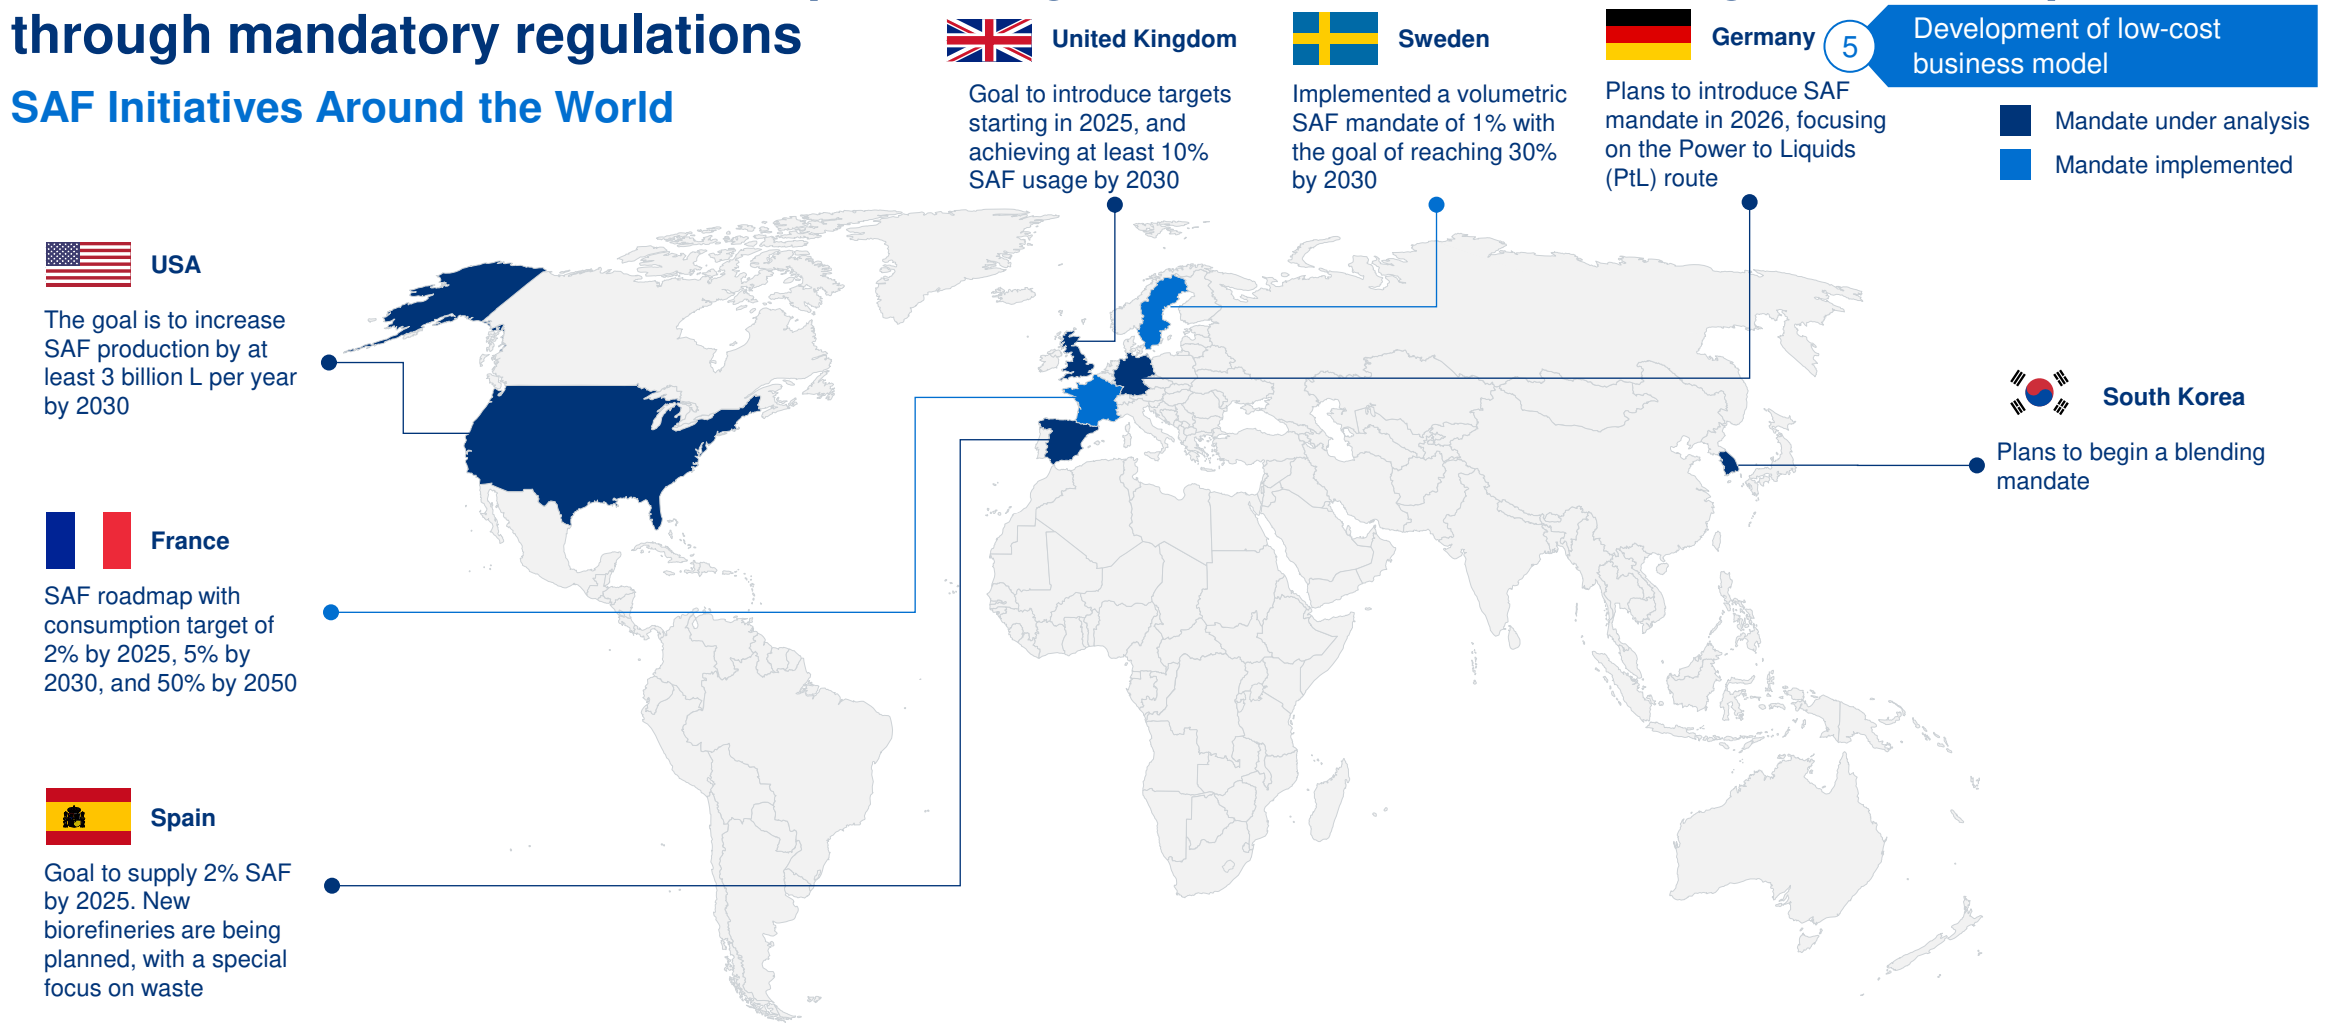 through mandatory regulations
SAF Initiatives Around the World
United Kingdom
Goal to introduce targets
starting in 2025, and
achieving at least 10%
SAF usage by 2030
Sweden
Implemented a volumetric
SAF mandate of 1% with
the goal of reaching 30%
by 2030
Germany
Plans to introduce SAF
mandate in 2026, focusing
on the Power to Liquids
(PtL) route
5
Development of low-cost
business model
Mandate under analysis
Mandate implemented
USA
The goal is to increase
SAF production by at
least 3 billion L per year
by 2030
South Korea
Plans to begin a blending
mandate
France
SAF roadmap with
consumption target of
2% by 2025, 5% by
2030, and 50% by 2050
Spain
Goal to supply 2% SAF
by 2025. New
biorefineries are being
planned, with a special
focus on waste